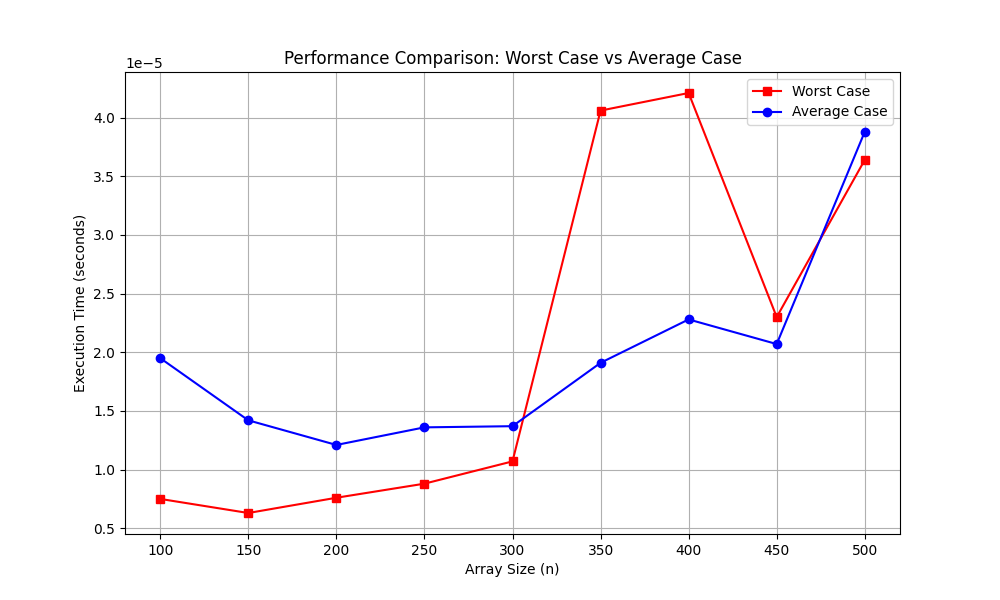 Performance Comparison: Worst Case vs Average Case
1e−5
Worst Case
Average Case
4.0
3.5
3.0
2.5
2.0
1.5
1.0
0.5
Execution Time (seconds)
100 150 200 250 300 350 400 450 500
Array Size (n)